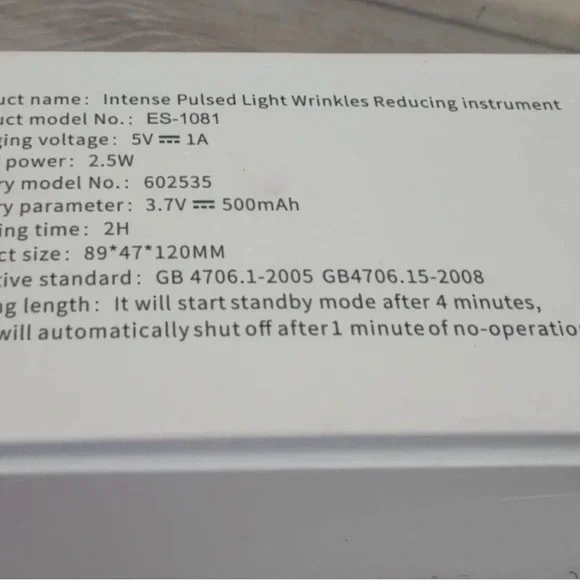 uct name: Intense Pulsed Light Wrinkles Reducing instrument
uct model No.: ES-1081
ging voltage: 5V ⎓ 1A
power: 2.5W
ry model No.: 602535
ry parameter: 3.7V ⎓ 500mAh
ing time: 2H
ct size: 89*47*120MM
tive standard: GB 4706.1-2005 GB4706.15-2008
ng length: It will start standby mode after 4 minutes,
will automatically shut off after1 minute of no-operatio